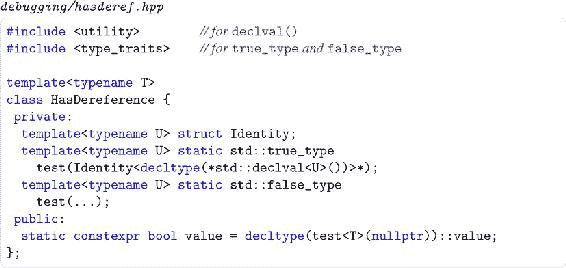 debugging/hasderef.hpp
#include <utility> // for declval()
#include <type_traits> // for true_type and false_type
template<typename T>
class HasDereference {
private:
template<typename U> struct Identity;
template<typename U> static std::true_type
test(Identity<decltype(*std::declval<U>())>*);
template<typename U> static std::false_type
test(...);
public:
static constexpr bool value = decltype(test<T>(nullptr))::value;
};